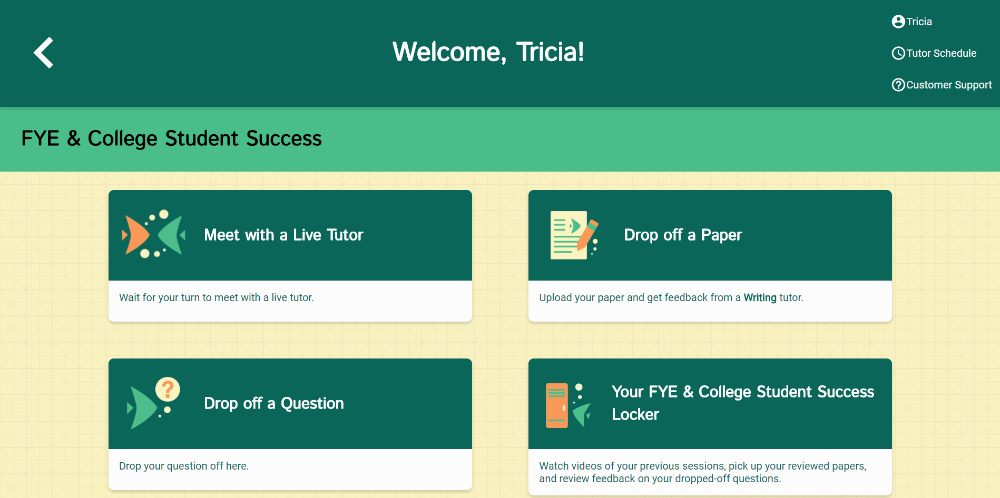 Welcome, Tricia!
Tricia
Tutor Schedule
Customer Support
FYE & College Student Success
Meet with a Live Tutor
Wait for your turn to meet with a live tutor.
Drop off a Paper
Upload your paper and get feedback from a Writing tutor.
?
Drop off a Question
Drop your question off here.
Your FYE & College Student Success
Locker
Watch videos of your previous sessions, pick up your reviewed papers,
and review feedback on your dropped-off questions.